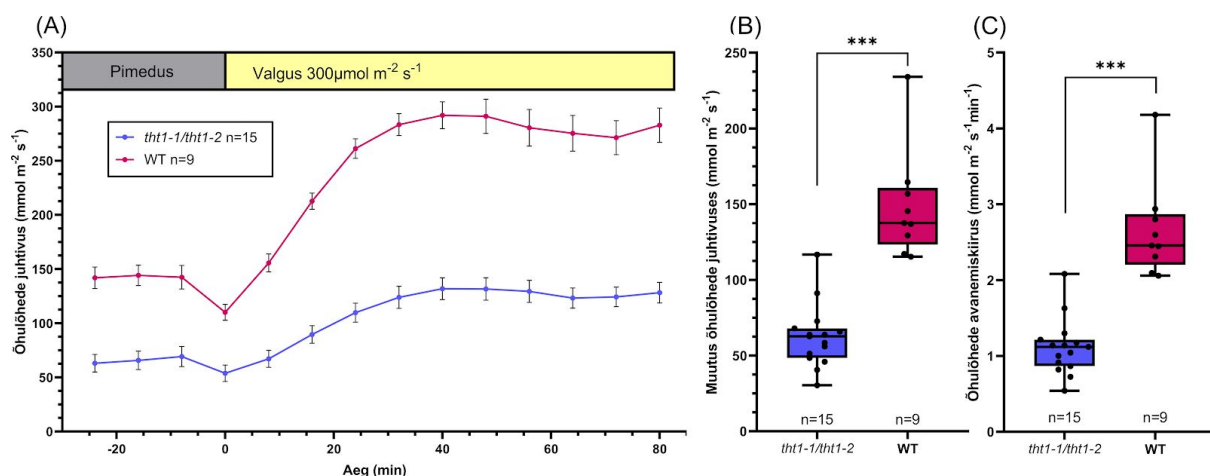 (A)
Pimedus
Valgus 300µmol m⁻² s⁻¹
tht1-1/tht1-2 n=15
WT n=9
Õhulõhede juhtivus (mmol m⁻² s⁻¹)
350
300
250
200
150
100
50
0
-20
0
20
40
60
80
Aeg (min)
(B)
***
Muutus õhulõhede juhtivuses (mmol m⁻² s⁻¹)
250
200
150
100
50
0
n=15
n=9
tht1-1/tht1-2
WT
(C)
***
Õhulõhede avanemiskiirus (mmol m⁻² s⁻¹min⁻¹)
5
4
3
2
1
0
n=15
n=9
tht1-1/tht1-2
WT